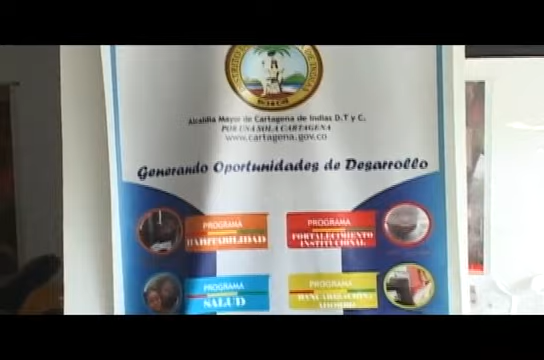 Alcaldía Mayor de Cartagena de Indias D.T y C.
POR UNA SOLA CARTAGENA
www.cartagena.gov.co
Generando Oportunidades de Desarrollo
PROGRAMA
HABITABILIDAD
PROGRAMA
FORTALECIMIENTO
INSTITUCIONAL
PROGRAMA
SALUD
PROGRAMA